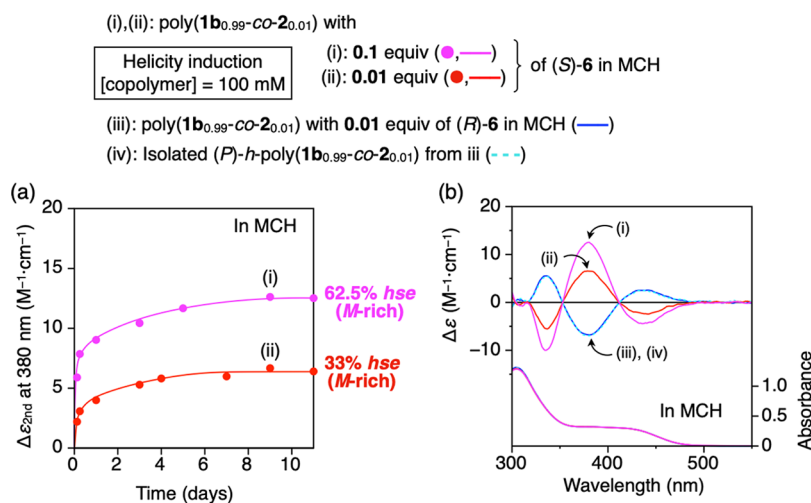 (i),(ii): poly(1b0.99-co-20.01) with
Helicity induction
[copolymer] = 100 mM
(i): 0.1 equiv (●,—)
(ii): 0.01 equiv (●,—)
of (S)-6 in MCH
(iii): poly(1b0.99-co-20.01) with 0.01 equiv of (R)-6 in MCH (—)
(iv): Isolated (P)-h-poly(1b0.99-co-20.01) from iii (---)
(a)
Δε2nd at 380 nm (M⁻¹·cm⁻¹)
20
15
10
5
0
In MCH
(i)
62.5% hse
(M-rich)
(ii)
33% hse
(M-rich)
0 2 4 6 8 10
Time (days)
(b)
Δε (M⁻¹·cm⁻¹)
20
10
0
−10
(i)
(ii)
(iii), (iv)
In MCH
1.0
0.5
0
Absorbance
300 400 500
Wavelength (nm)